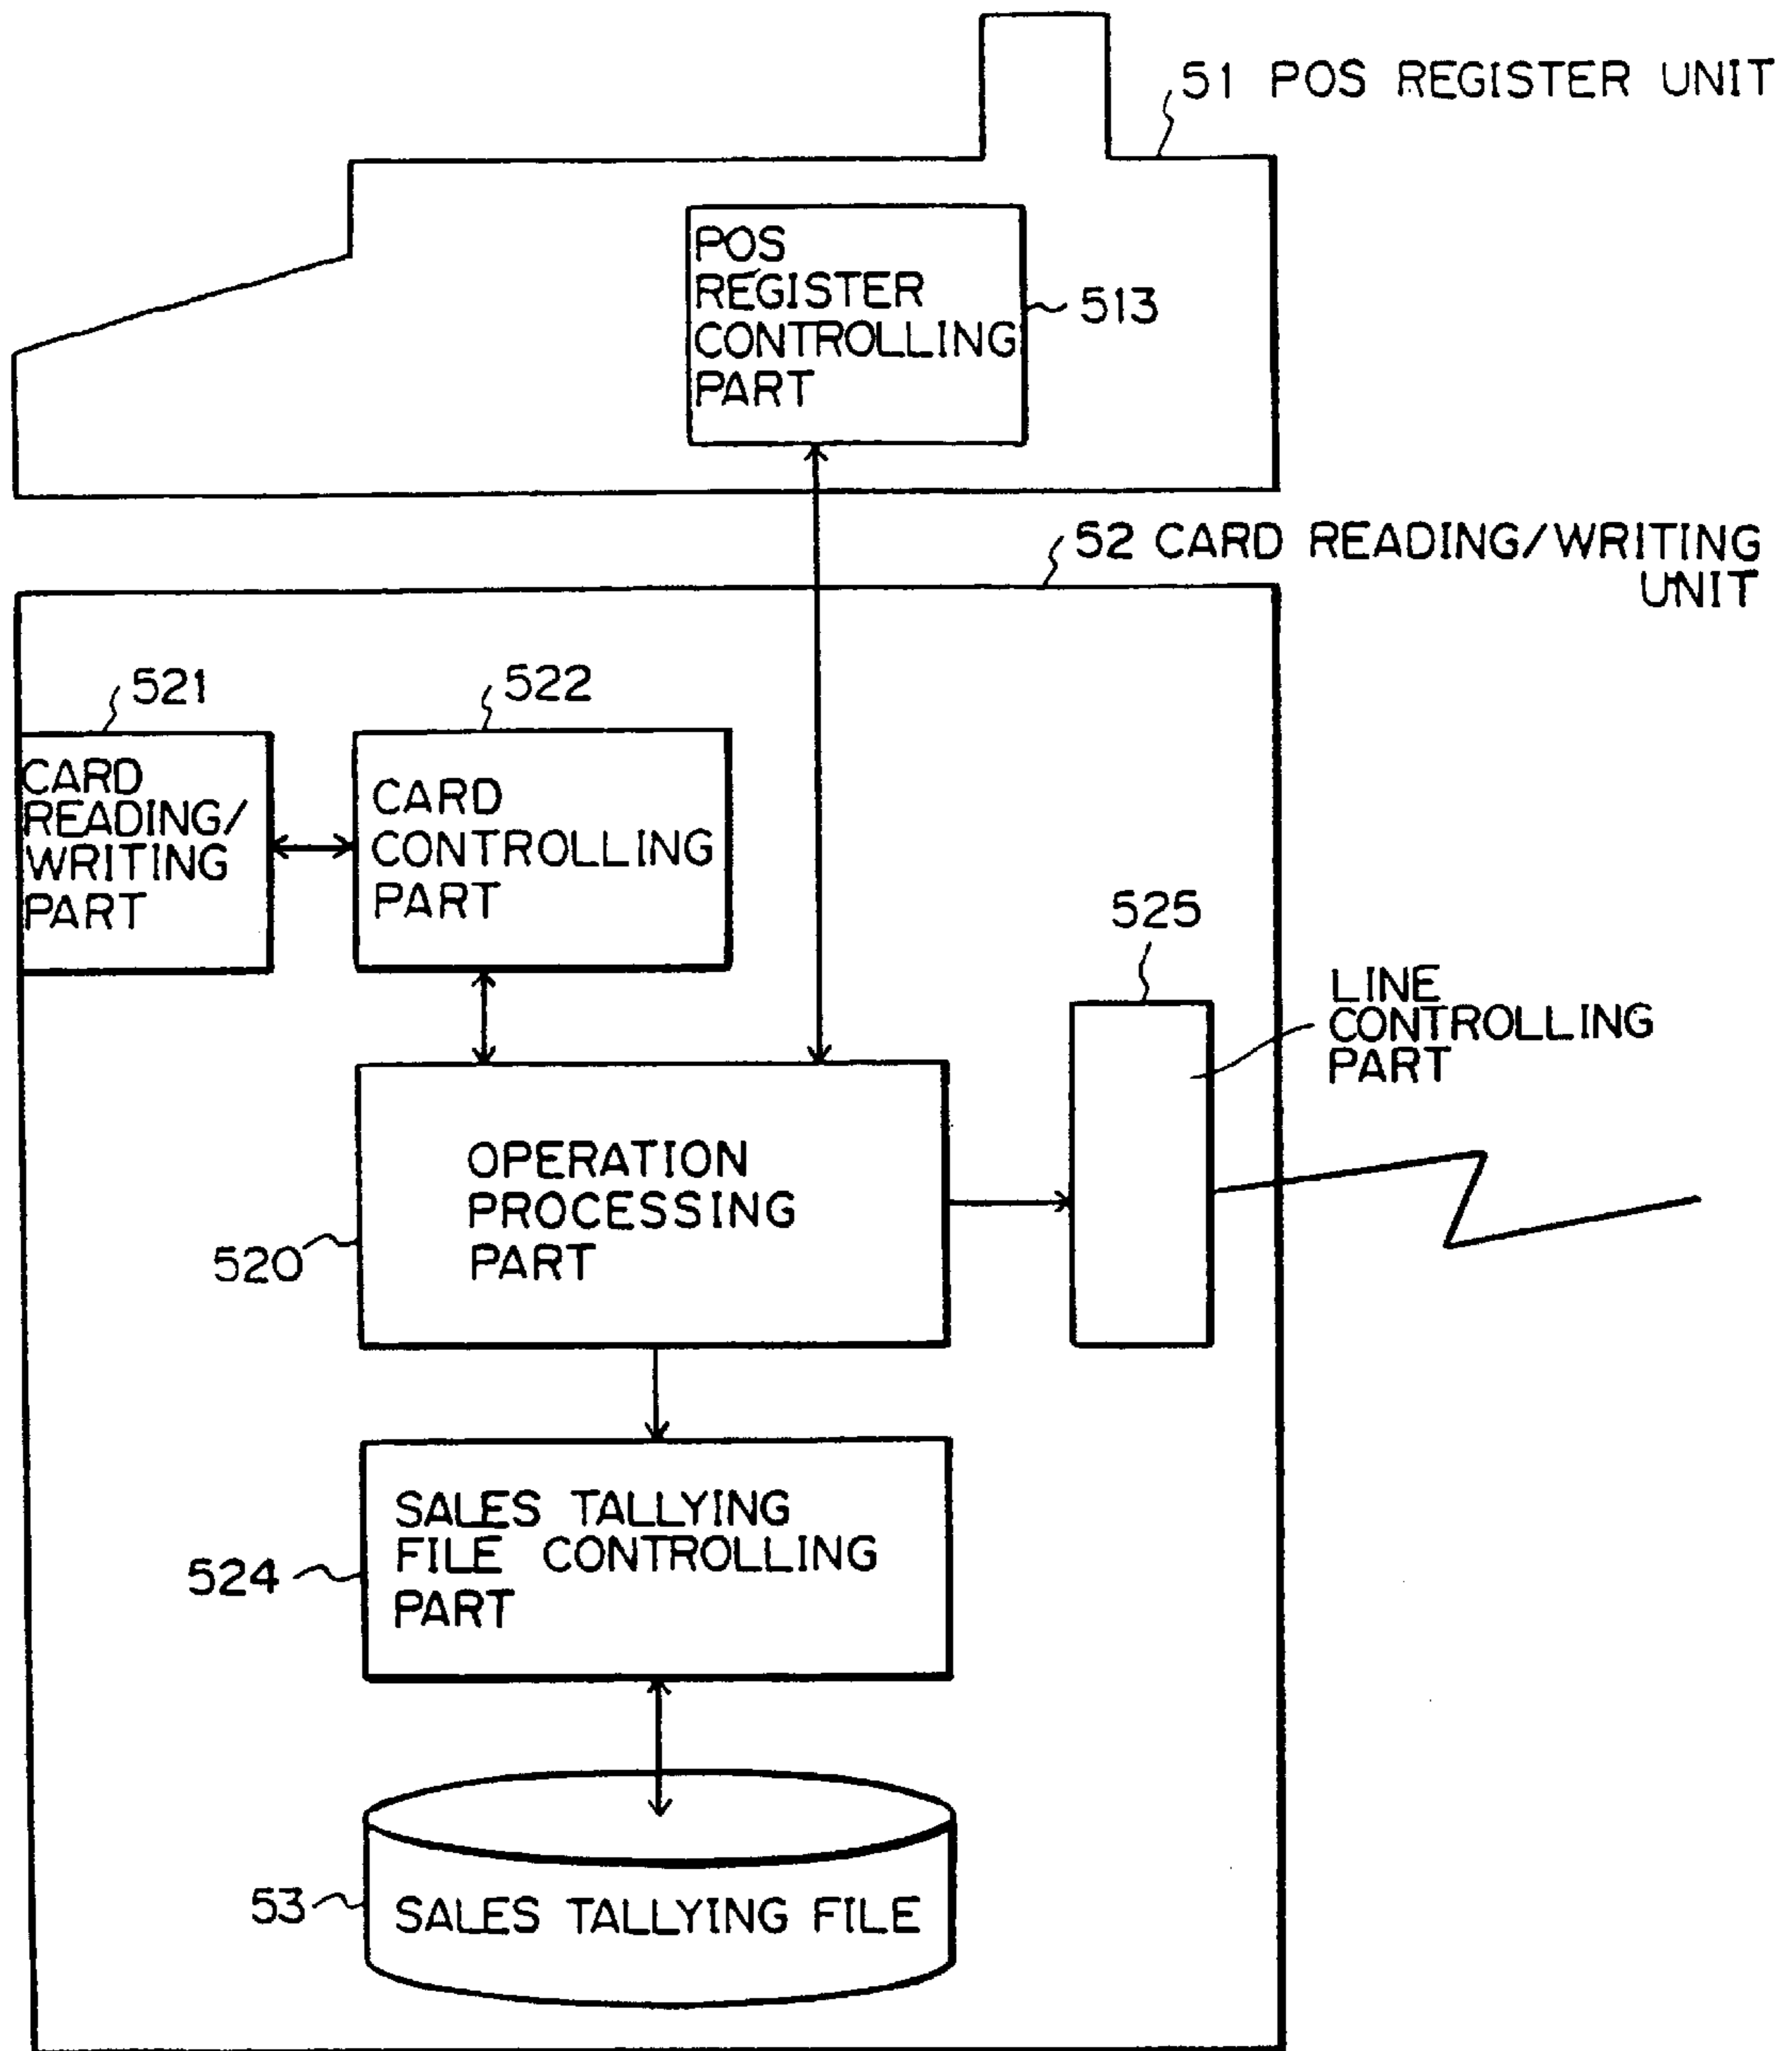 51 POS REGISTER UNIT
POS
REGISTER
CONTROLLING
PART
513
52 CARD READING/WRITING
UNIT
521
522
CARD
READING/
WRITING
PART
CARD
CONTROLLING
PART
525
LINE
CONTROLLING
PART
OPERATION
PROCESSING
PART
520
SALES TALLYING
FILE CONTROLLING
PART
524
53
SALES TALLYING FILE